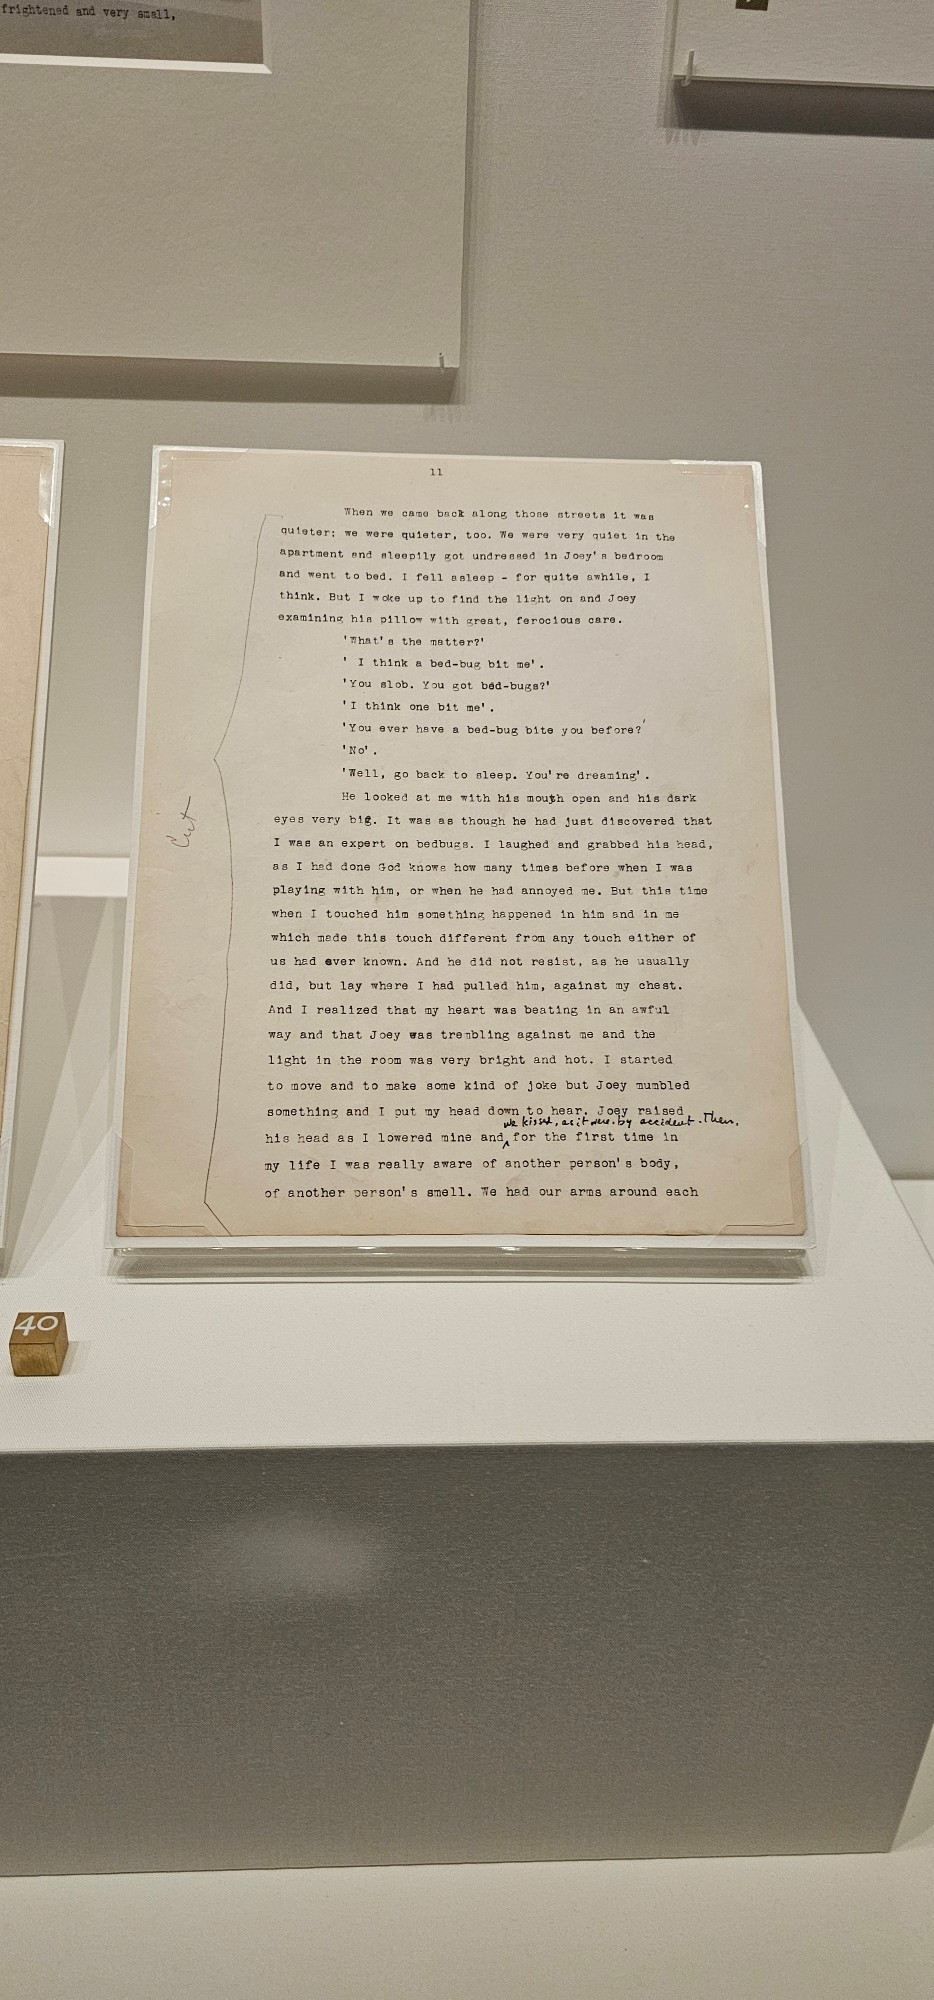 frightened and very small,
11
When we came back along those streets it was
quieter; we were quieter, too. We were very quiet in the
apartment and sleepily got undressed in Joey's bedroom
and went to bed. I fell asleep - for quite awhile, I
think. But I woke up to find the light on and Joey
examining his pillow with great, ferocious care.
'What's the matter?'
' I think a bed-bug bit me'.
'You slob. You got bed-bugs?'
'I think one bit me'.
'You ever have a bed-bug bite you before?'
'No'.
'Well, go back to sleep. You're dreaming'.
He looked at me with his mouth open and his dark
eyes very big. It was as though he had just discovered that
I was an expert on bedbugs. I laughed and grabbed his head,
as I had done God knows how many times before when I was
playing with him, or when he had annoyed me. But this time
when I touched him something happened in him and in me
which made this touch different from any touch either of
us had ever known. And he did not resist, as he usually
did, but lay where I had pulled him, against my chest.
And I realized that my heart was beating in an awful
way and that Joey was trembling against me and the
light in the room was very bright and hot. I started
to move and to make some kind of joke but Joey mumbled
something and I put my head down to hear. Joey raised
we kissed, as it were, by accident. Then,
his head as I lowered mine and for the first time in
my life I was really aware of another person's body,
of another person's smell. We had our arms around each
Cut
40